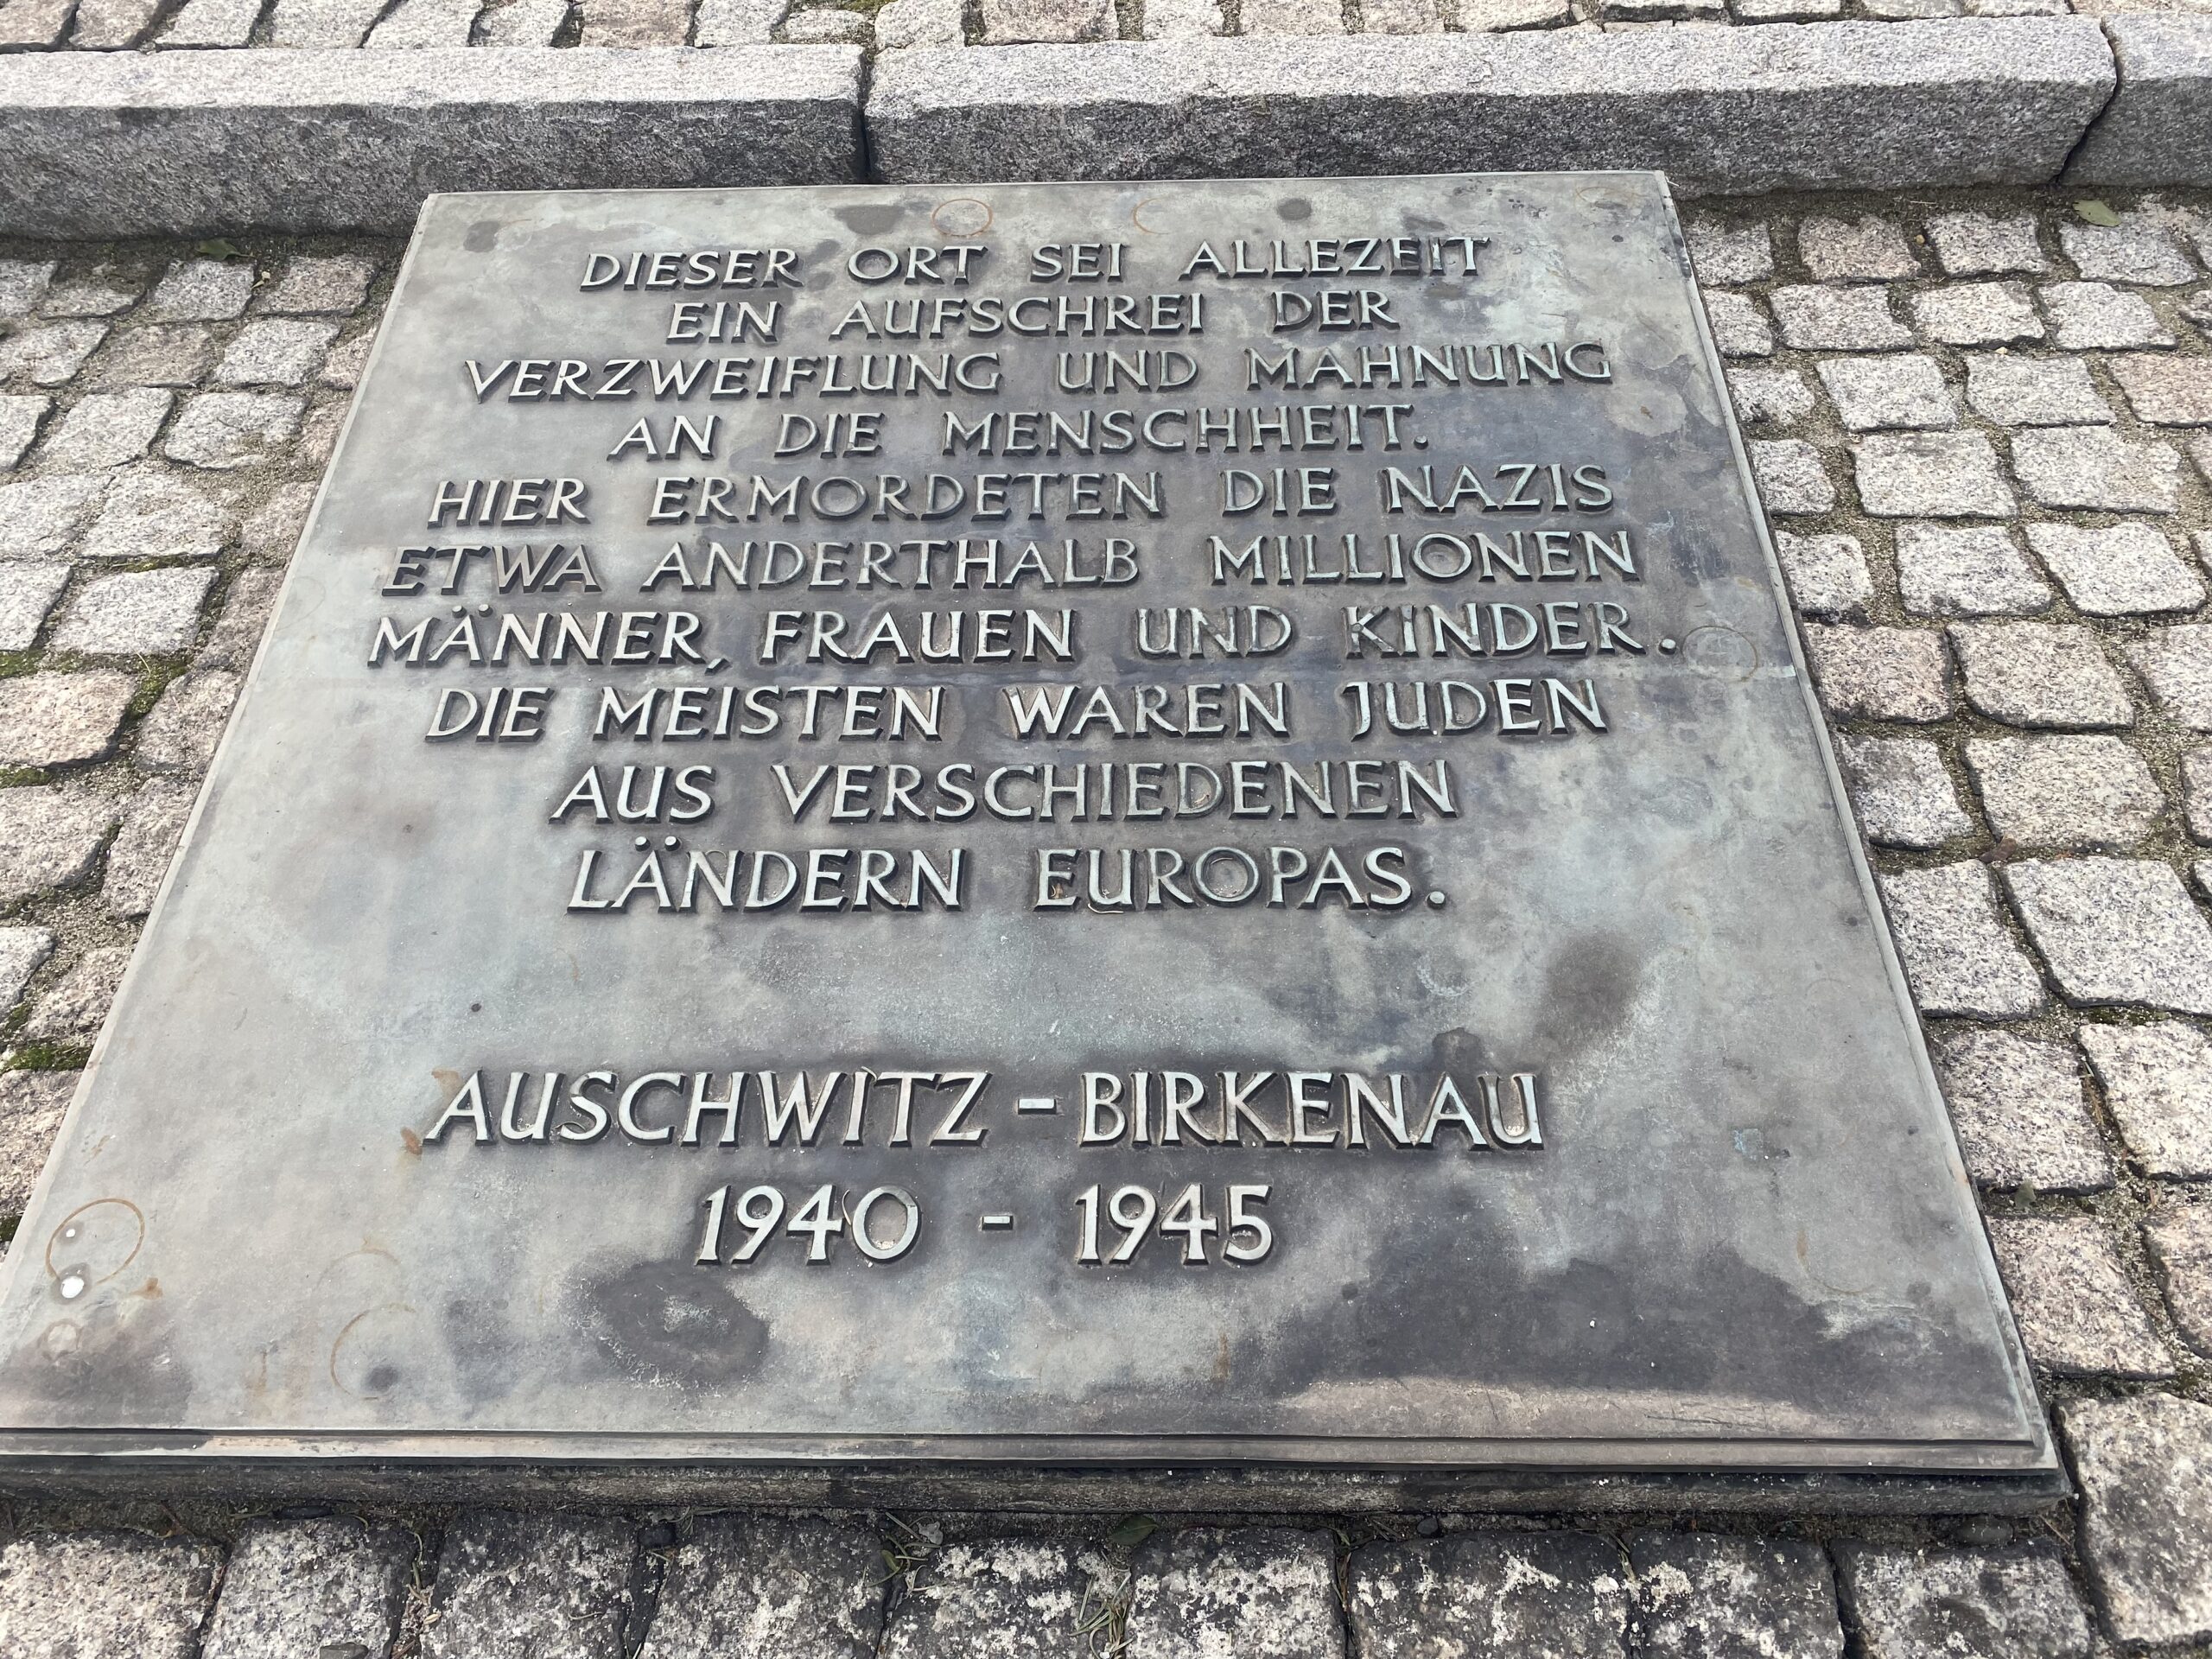 DIESER ORT SEI ALLEZEIT
EIN AUFSCHREI DER
VERZWEIFLUNG UND MAHNUNG
AN DIE MENSCHHEIT.
HIER ERMORDETEN DIE NAZIS
ETWA ANDERTHALB MILLIONEN
MÄNNER, FRAUEN UND KINDER.
DIE MEISTEN WAREN JUDEN
AUS VERSCHIEDENEN
LÄNDERN EUROPAS.
AUSCHWITZ - BIRKENAU
1940 - 1945